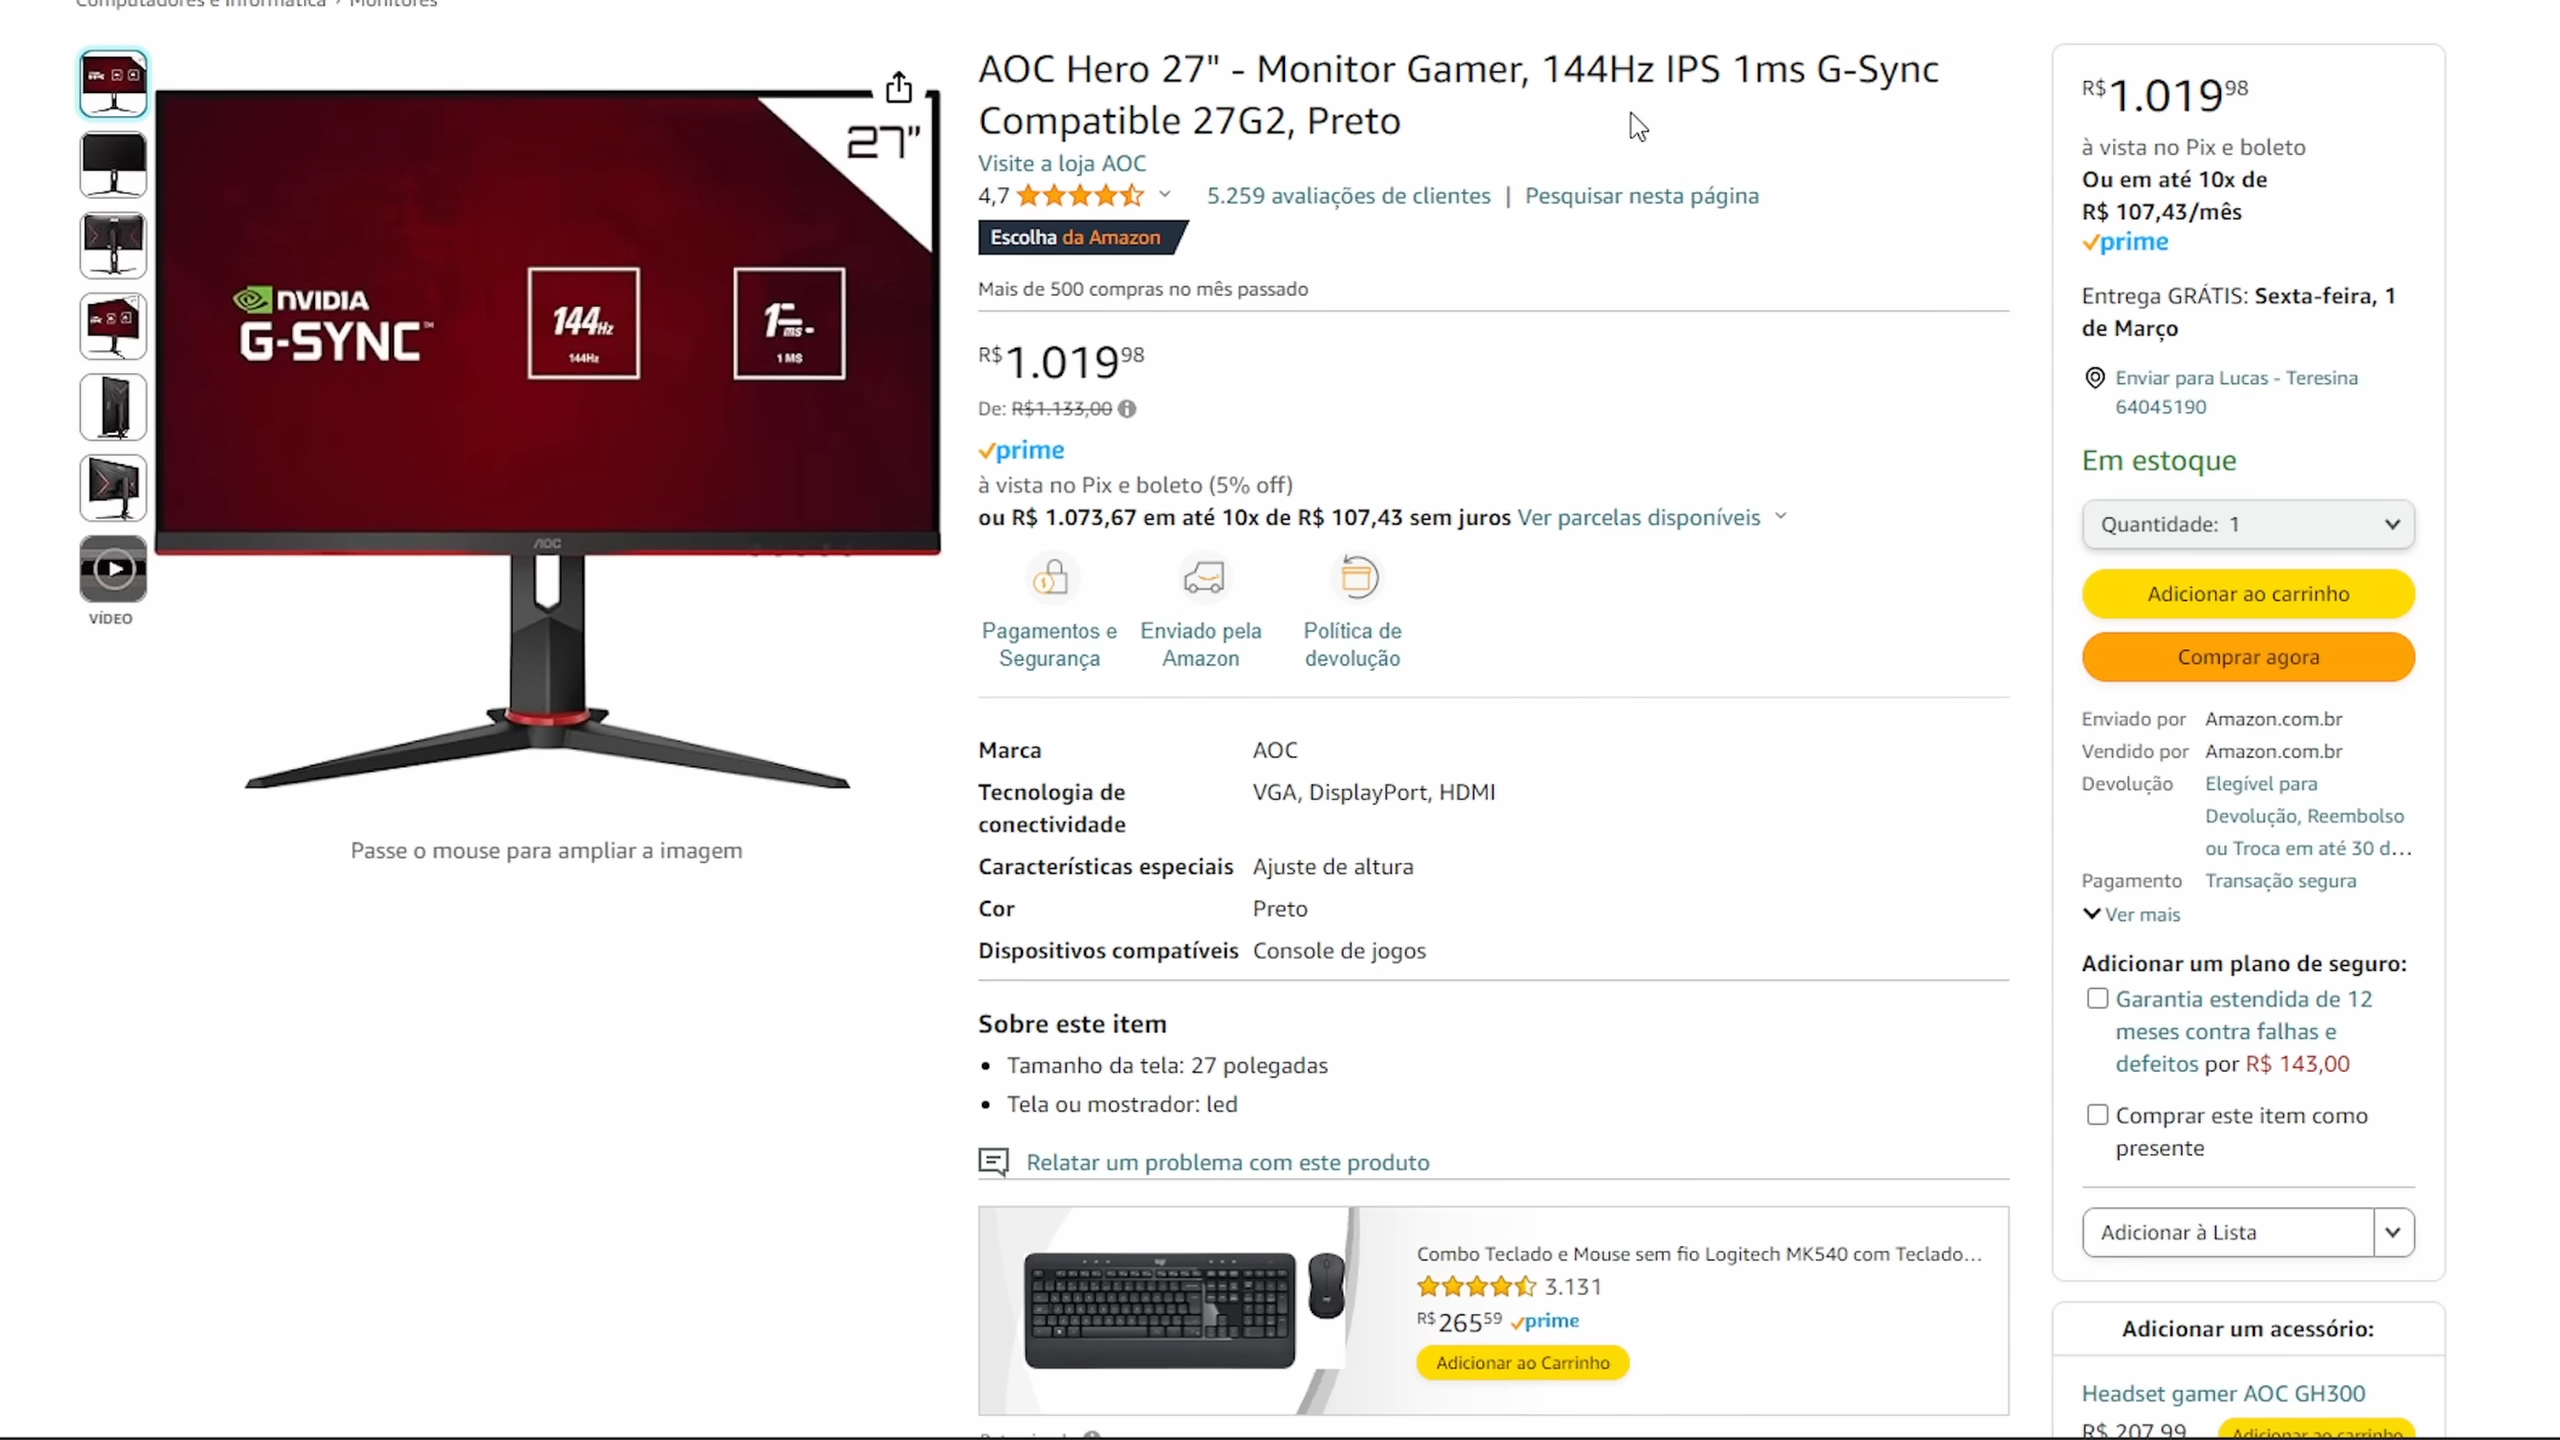 Computadores e Informática › Monitores
27"
NVIDIA
G-SYNC™
144Hz
144Hz
1ms
1 MS
AOC
VÍDEO
Passe o mouse para ampliar a imagem
AOC Hero 27" - Monitor Gamer, 144Hz IPS 1ms G-Sync
Compatible 27G2, Preto
Visite a loja AOC
4,7 5.259 avaliações de clientes | Pesquisar nesta página
Escolha da Amazon
Mais de 500 compras no mês passado
R$1.01998
De: R$1.133,00
prime
à vista no Pix e boleto (5% off)
ou R$ 1.073,67 em até 10x de R$ 107,43 sem juros Ver parcelas disponíveis
Pagamentos e
Segurança
Enviado pela
Amazon
Política de
devolução
Marca AOC
Tecnologia de
conectividade
VGA, DisplayPort, HDMI
Características especiais Ajuste de altura
Cor Preto
Dispositivos compatíveis Console de jogos
Sobre este item
• Tamanho da tela: 27 polegadas
• Tela ou mostrador: led
Relatar um problema com este produto
Combo Teclado e Mouse sem fio Logitech MK540 com Teclado...
3.131
R$26559 prime
Adicionar ao Carrinho
R$1.01998
à vista no Pix e boleto
Ou em até 10x de
R$ 107,43/mês
prime
Entrega GRÁTIS: Sexta-feira, 1
de Março
Enviar para Lucas - Teresina
64045190
Em estoque
Quantidade: 1
Adicionar ao carrinho
Comprar agora
Enviado por Amazon.com.br
Vendido por Amazon.com.br
Devolução Elegível para
Devolução, Reembolso
ou Troca em até 30 d...
Pagamento Transação segura
Ver mais
Adicionar um plano de seguro:
Garantia estendida de 12
meses contra falhas e
defeitos por R$ 143,00
Comprar este item como
presente
Adicionar à Lista
Adicionar um acessório:
Headset gamer AOC GH300
R$ 207,99 Adicionar ao carrinho